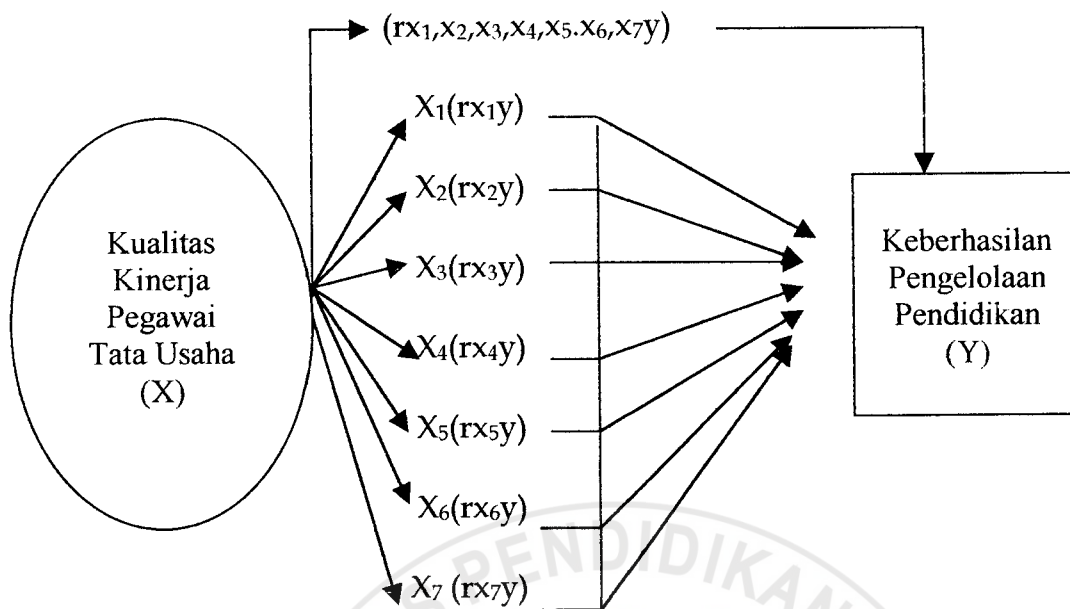 (rx₁,x₂,x₃,x₄,x₅.x₆,x₇y)
X₁(rx₁y)
X₂(rx₂y)
X₃(rx₃y)
X₄(rx₄y)
X₅(rx₅y)
X₆(rx₆y)
X₇ (rx₇y)
Kualitas
Kinerja
Pegawai
Tata Usaha
(X)
Keberhasilan
Pengelolaan
Pendidikan
(Y)
S PENDIDIKAN